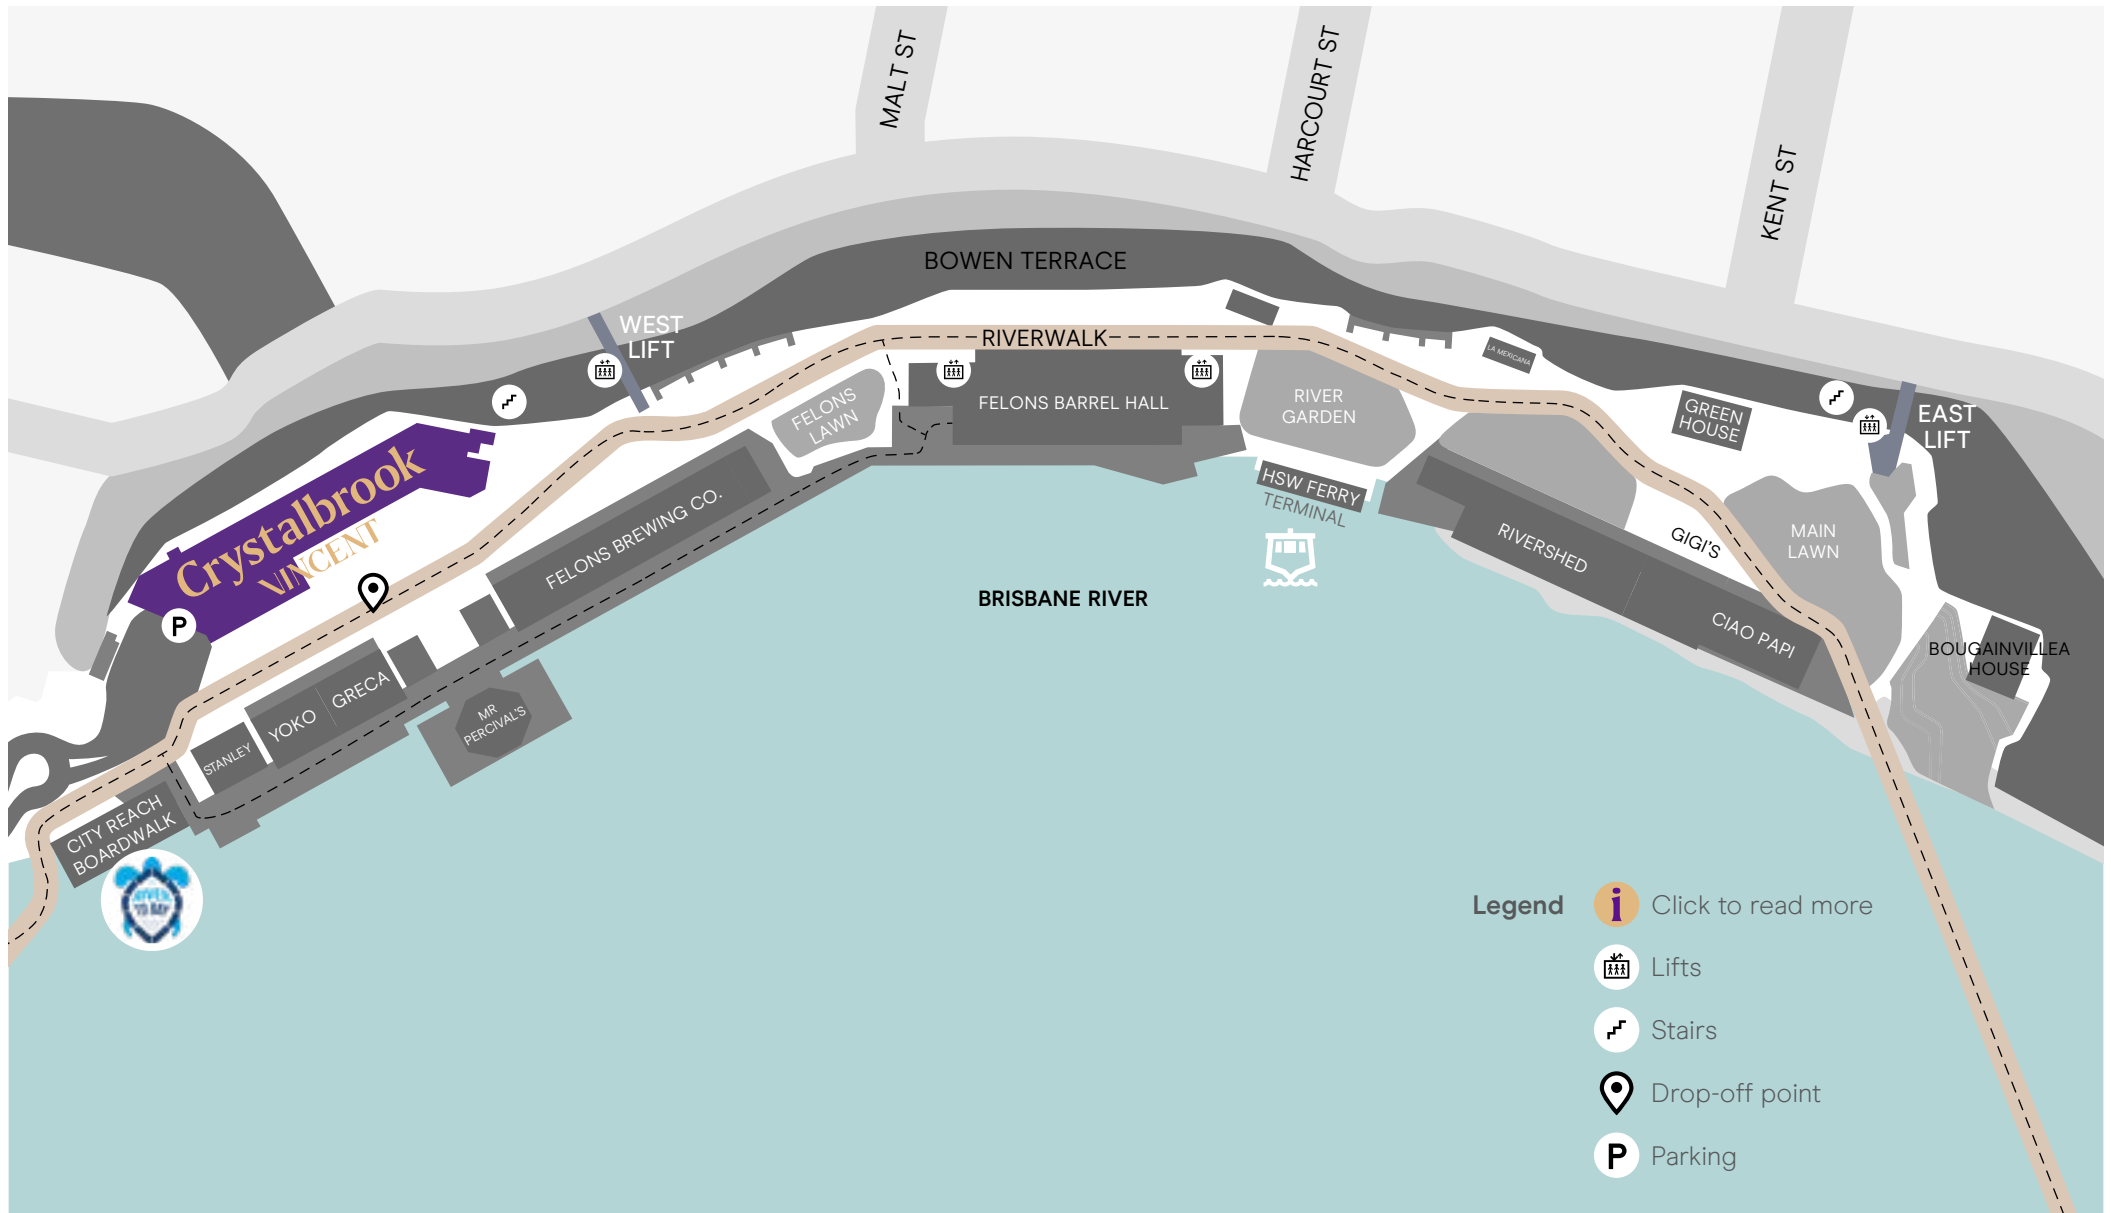 MALT ST
HARCOURT ST
KENT ST
BOWEN TERRACE
WEST
LIFT
RIVERWALK
LA MEXICANA
FELONS
LAWN
FELONS BARREL HALL
RIVER
GARDEN
GREEN
HOUSE
EAST
LIFT
Crystalbrook
VINCENT
P
FELONS BREWING CO.
HSW FERRY
TERMINAL
RIVERSHED
GIGI'S
MAIN
LAWN
CIAO PAPI
BOUGAINVILLEA
HOUSE
BRISBANE RIVER
GRECA
YOKO
STANLEY
MR
PERCIVAL'S
CITY REACH
BOARDWALK
RIVER
TO BAY
Legend
i Click to read more
Lifts
Stairs
Drop-off point
P Parking